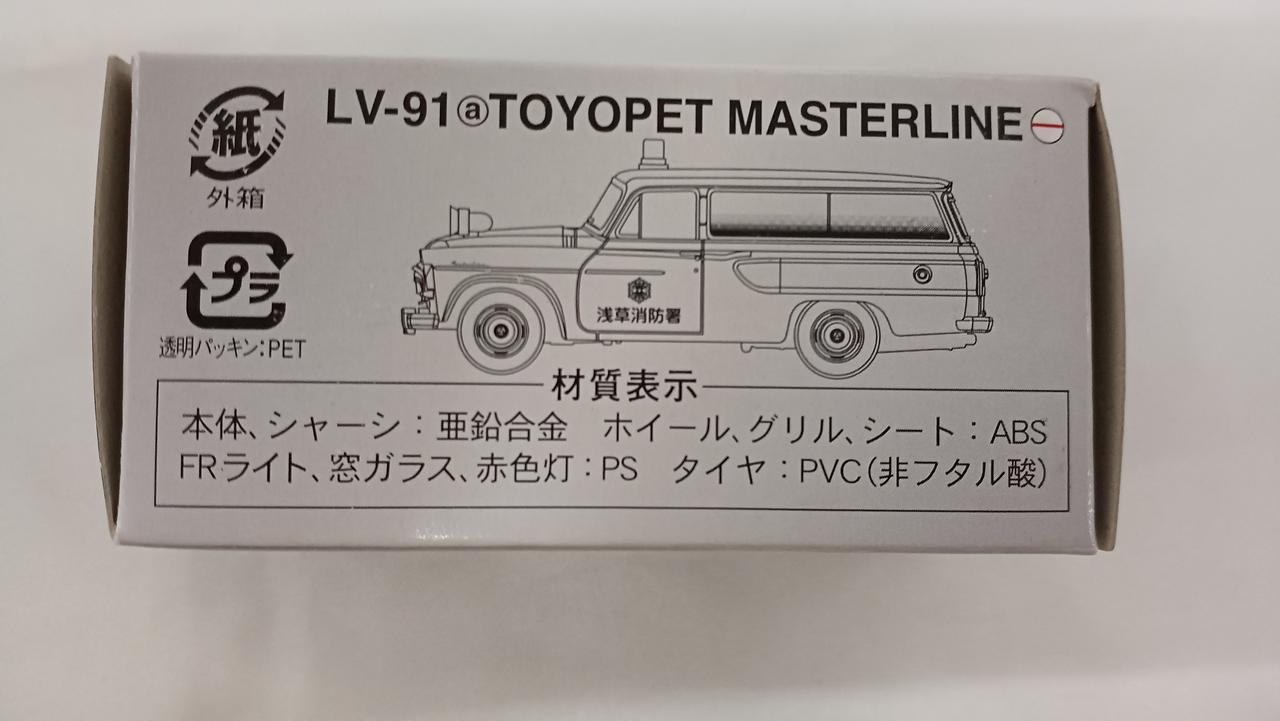 LV-91ⓐTOYOPET MASTERLINE
紙
外箱
プラ
透明パッキン:PET
浅草消防署
材質表示
本体、シャーシ:亜鉛合金 ホイール、グリル、シート:ABS
FRライト、窓ガラス、赤色灯:PS タイヤ:PVC(非フタル酸)